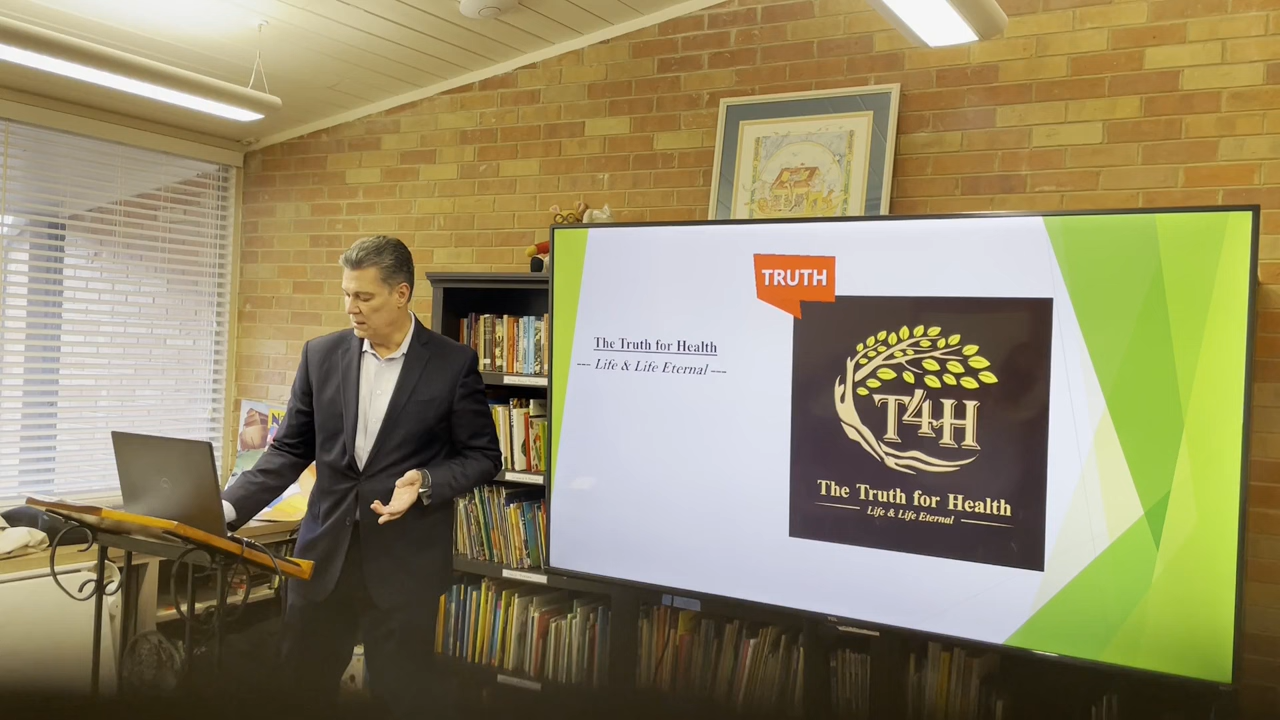 TRUTH
The Truth for Health
--- Life & Life Eternal ---
T4H
The Truth for Health
Life & Life Eternal